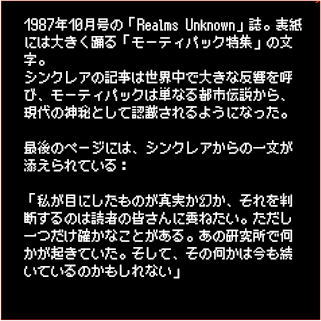 1987年10月号の「Realms Unknown」誌。表紙
には大きく踊る「モーティパック特集」の文
字。
シンクレアの記事は世界中で大きな反響を呼
び、モーティパックは単なる都市伝説から、
現代の神秘として認識されるようになった。
最後のページには、シンクレアからの一文が
添えられている：
「私が目にしたものが真実か幻か、それを判
断するのは読者の皆さんに委ねたい。ただし
一つだけ確かなことがある。あの研究所で何
かが起きていた。そして、その何かは今も続
いているのかもしれない」